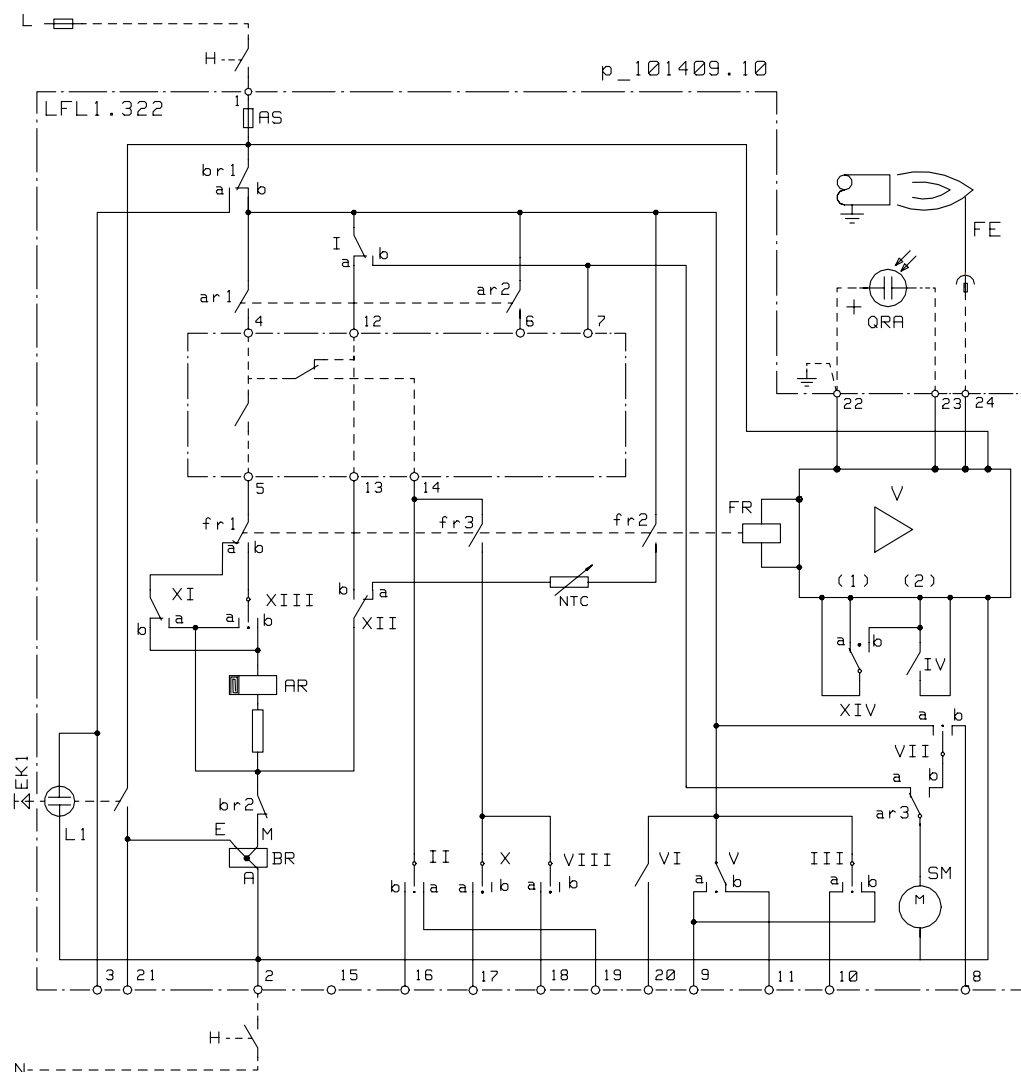 L
H
p_101409.10
LFL1.322
1
AS
br1
a b
I
a b
FE
ar1
ar2
+
QRA
4
12
6
7
22
23
24
5
13
14
V
FR
fr1
fr3
fr2
a b
(1) (2)
XI
XIII
b a
NTC
a
b
a
b
XII
a b
IV
AR
XIV
a b
VII
EK1
a b
br2
ar3
L1
E
M
BR
A
II
X
VIII
VI
V
III
SM
b a
a b
a b
a b
a b
M
3
21
2
15
16
17
18
19
20
9
11
10
8
H
N